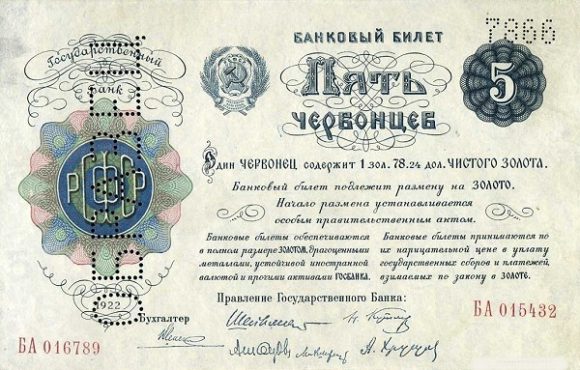 7866
Государственный
Банк
БАНКОВЫЙ БИЛЕТ
ПЯТЬ
ЧЕРВОНЦЕВ
5
РСФСР
Один ЧЕРВОНЕЦ содержит 1 зол. 78.24 дол. ЧИСТОГО ЗОЛОТА.
Банковый билет подлежит размену на ЗОЛОТО.
Начало размена устанавливается
особым правительственным актом.
Банковые билеты обеспечиваются
в полном размере ЗОЛОТОМ, драгоценными
металлами, устойчивой иностранной
валютой и прочими активами ГОСБАНКА.
Банковые билеты принимаются по
их нарицательной цене в уплату
государственных сборов и платежей,
взимаемых по закону в ЗОЛОТЕ.
1922
Правление Государственного Банка:
Бухгалтер
БА 015432
БА 016789